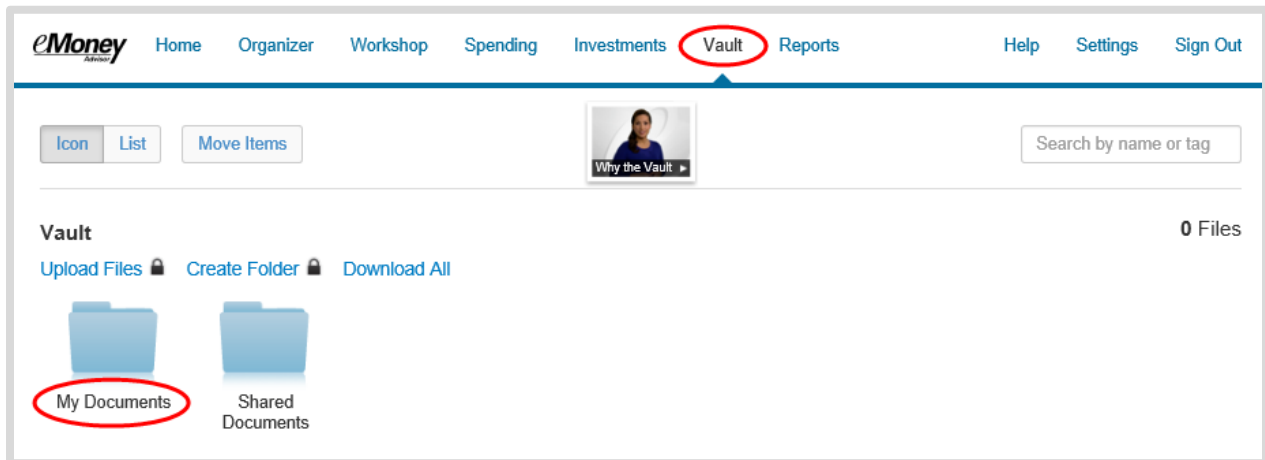 eMoney Advisor Home Organizer Workshop Spending Investments Vault Reports Help Settings Sign Out
Icon List Move Items Search by name or tag
Why the Vault
Vault 0 Files
Upload Files Create Folder Download All
My Documents Shared
Documents